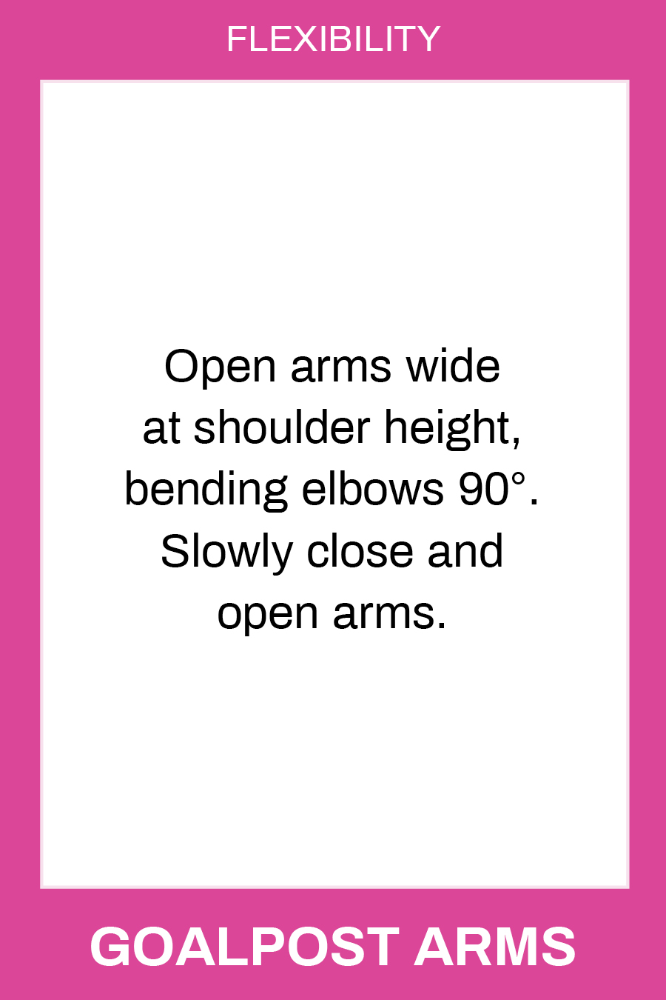 FLEXIBILITY
Open arms wide
at shoulder height,
bending elbows 90°.
Slowly close and
open arms.
GOALPOST ARMS